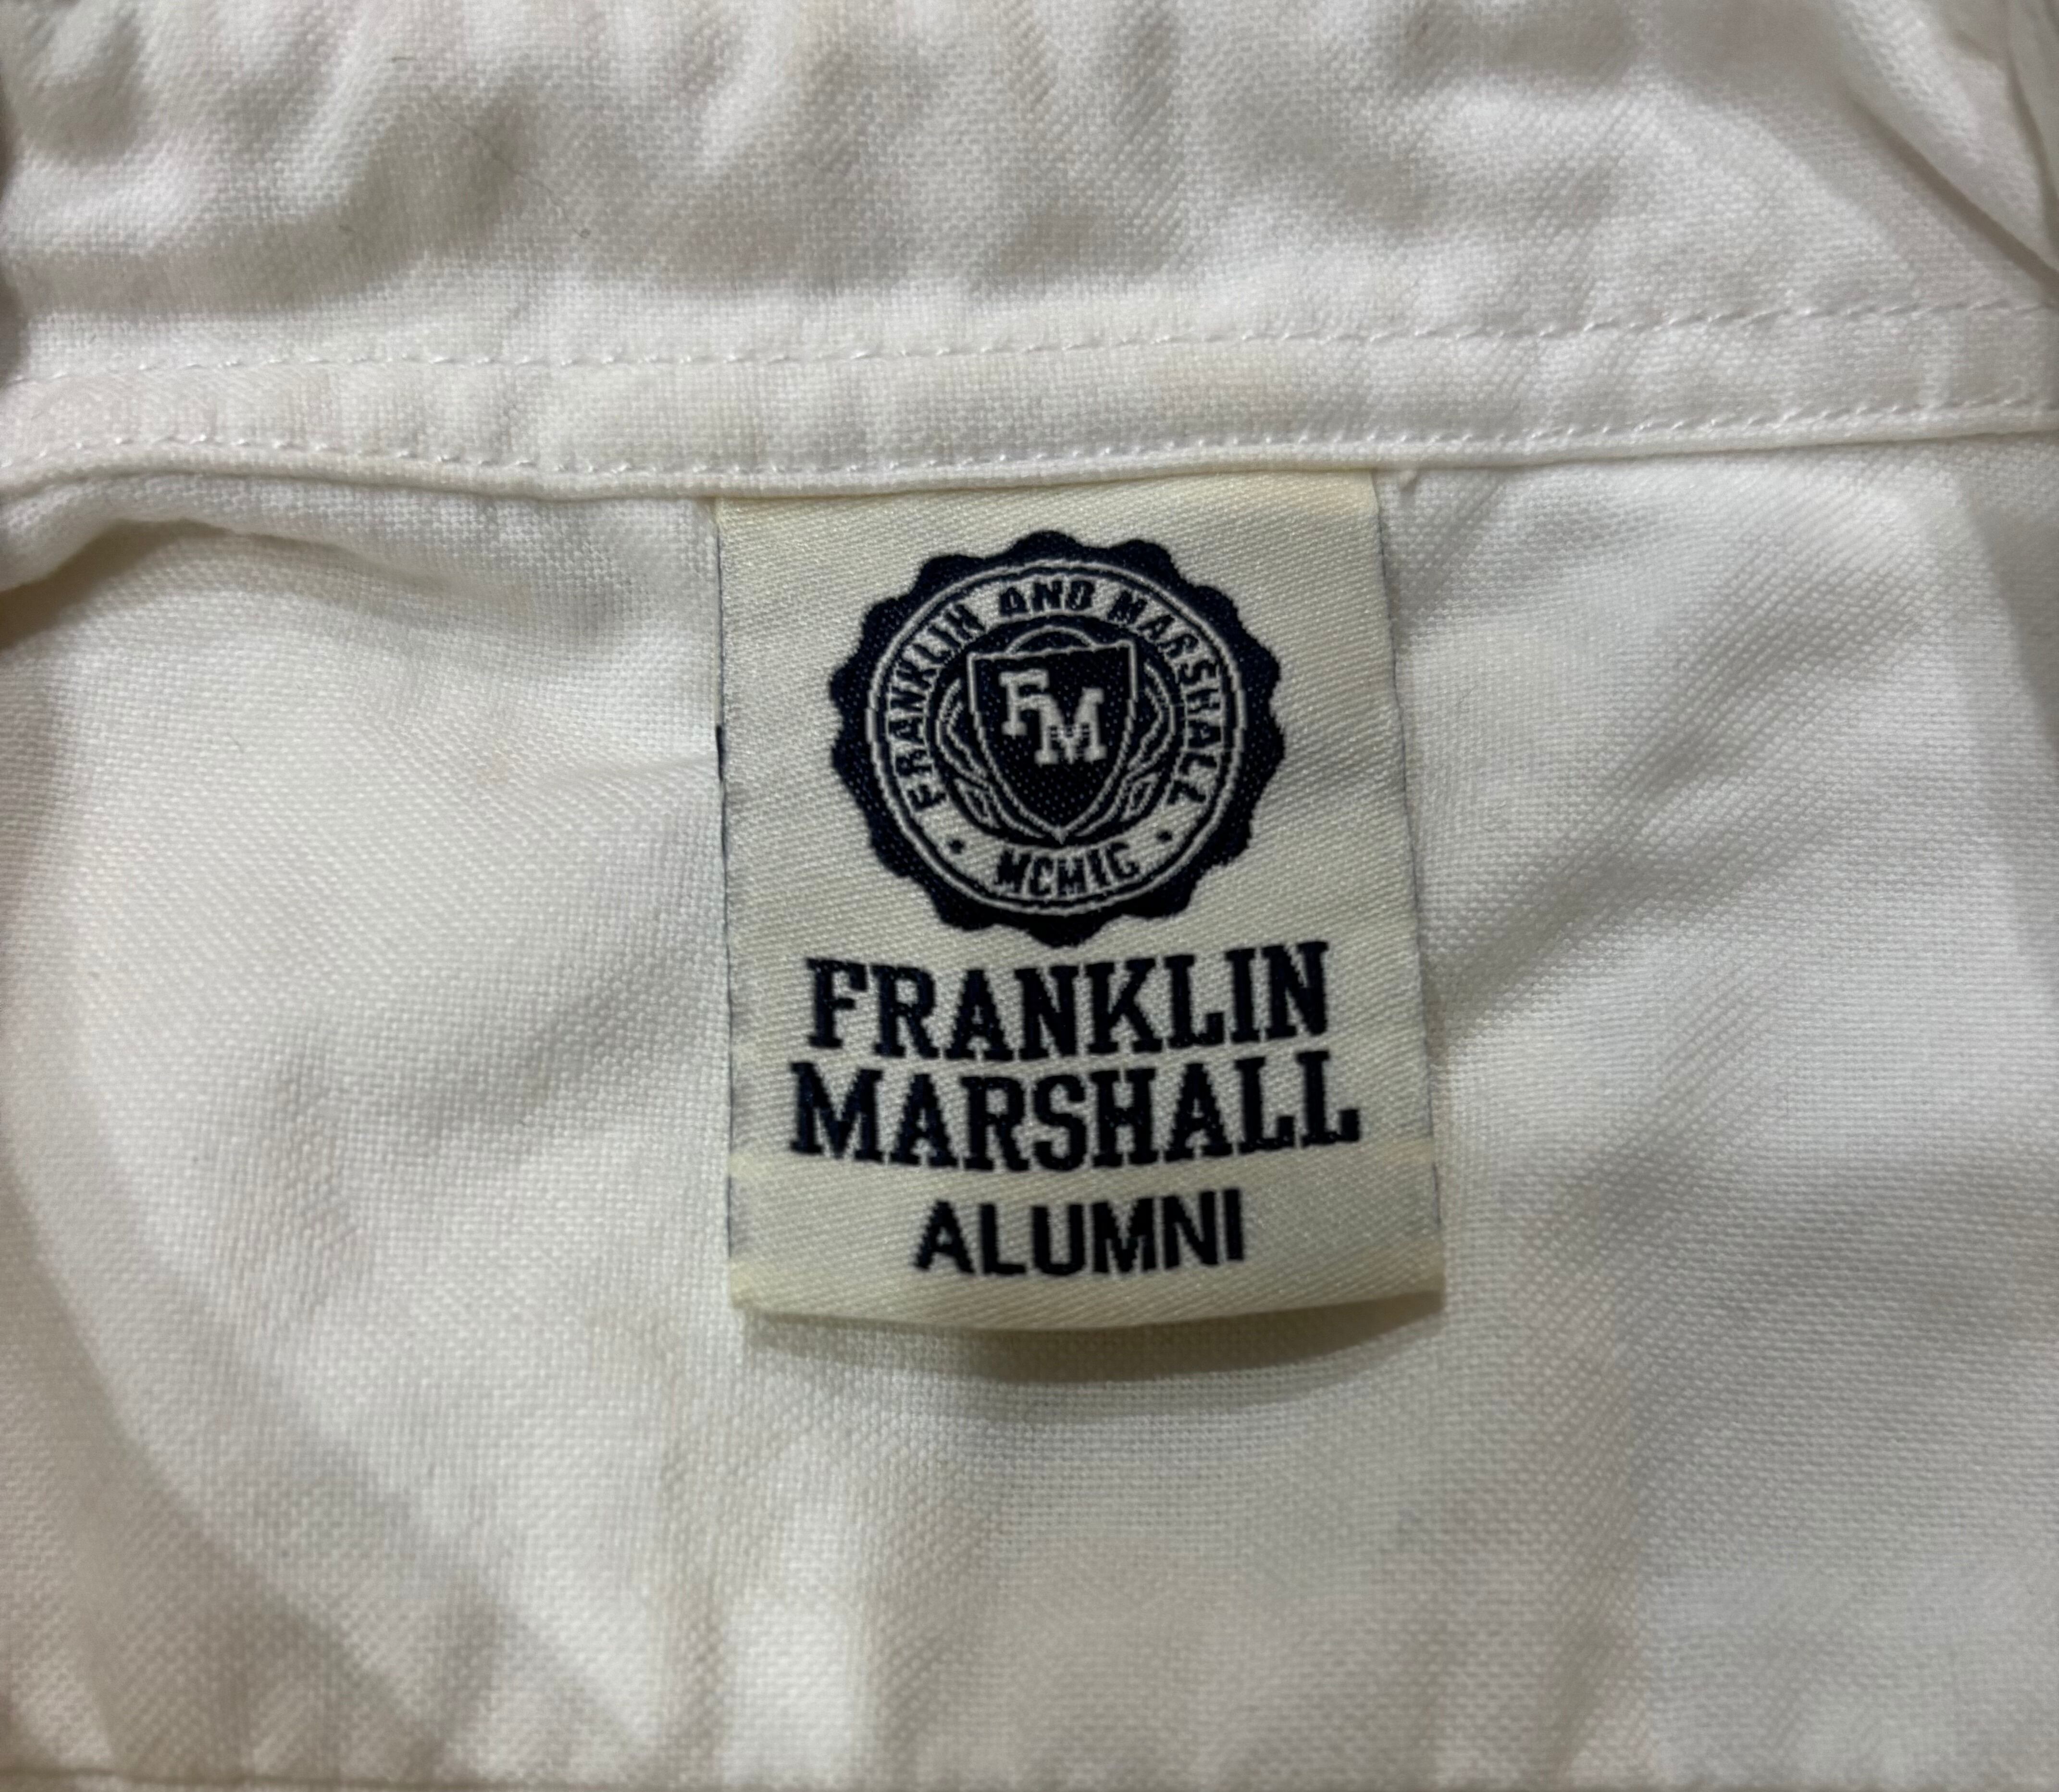 FRANKLIN AND MARSHALL
FM
• MCMIC •
FRANKLIN
MARSHALL
ALUMNI